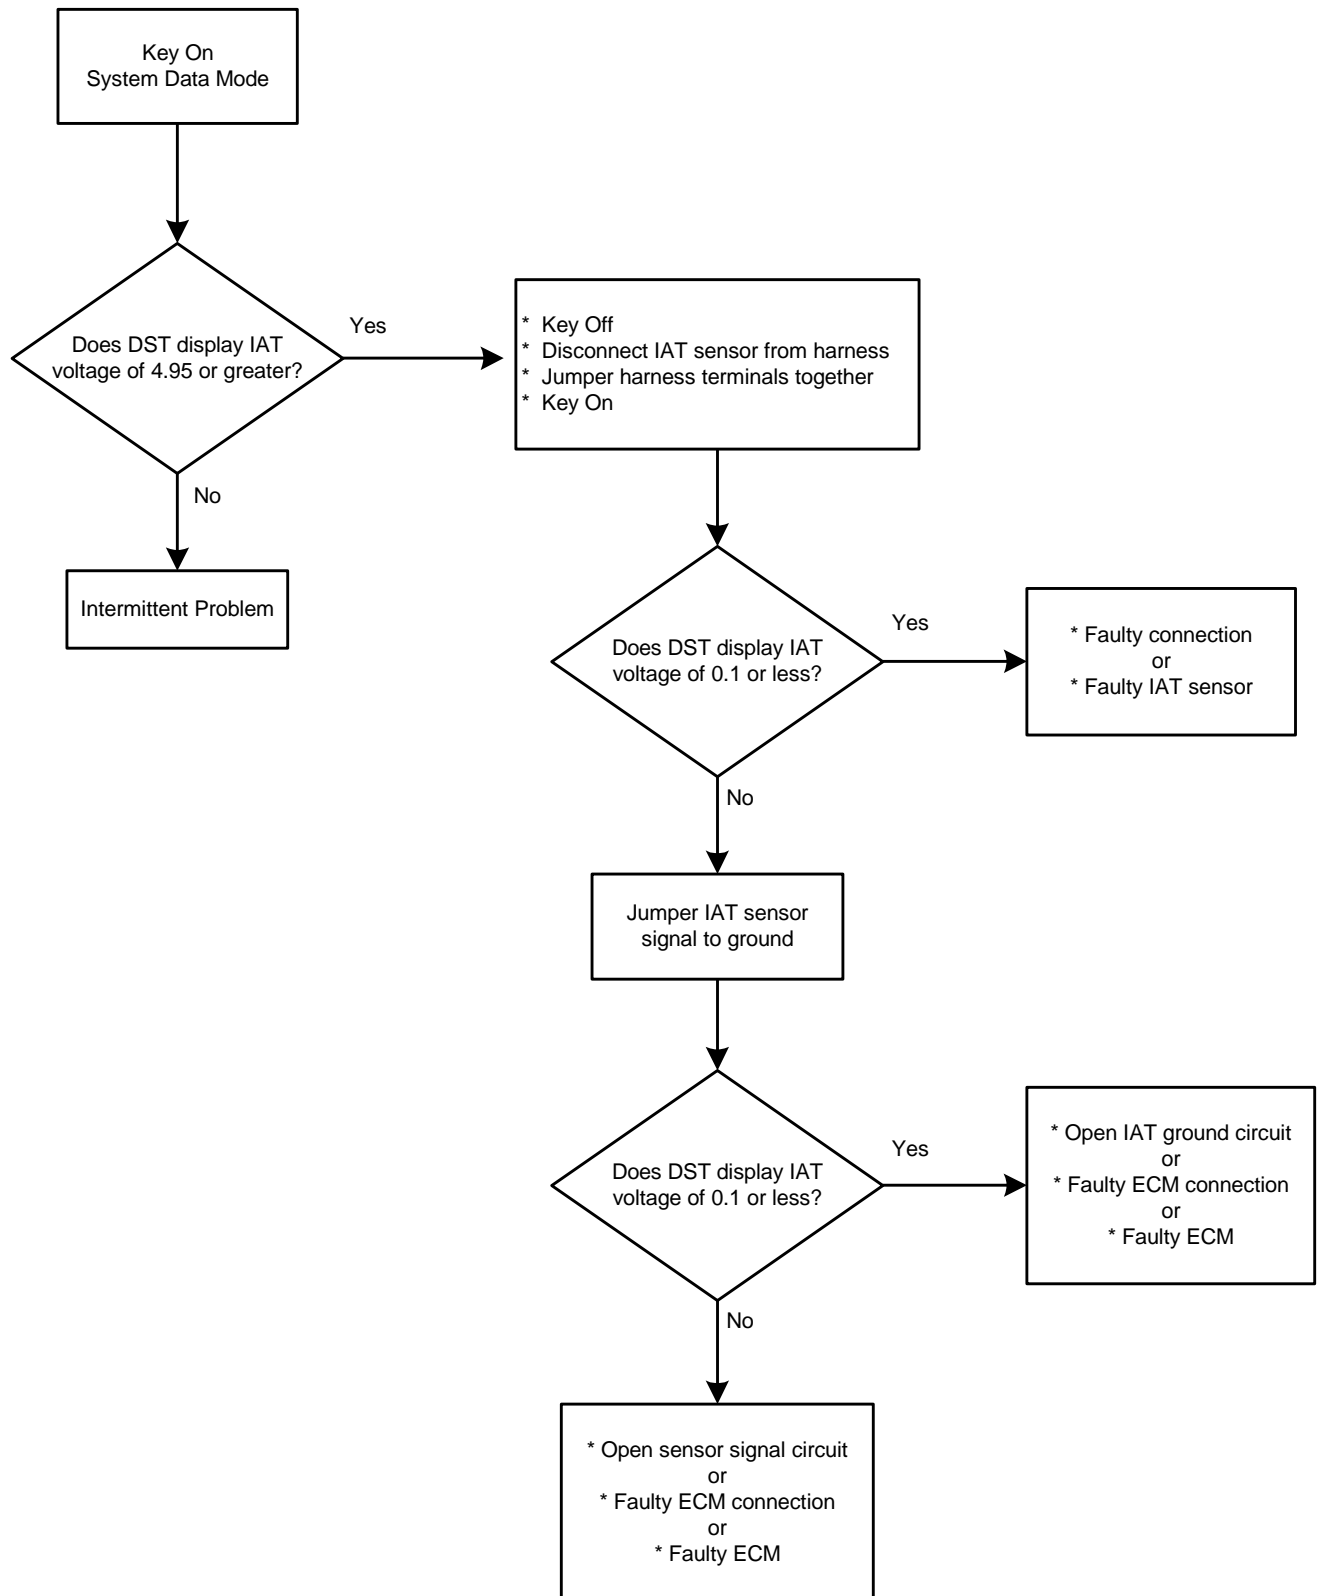 Key On
System Data Mode
Does DST display IAT
voltage of 4.95 or greater?
Yes
* Key Off
* Disconnect IAT sensor from harness
* Jumper harness terminals together
* Key On
No
Intermittent Problem
Does DST display IAT
voltage of 0.1 or less?
Yes
* Faulty connection
or
* Faulty IAT sensor
No
Jumper IAT sensor
signal to ground
Does DST display IAT
voltage of 0.1 or less?
Yes
* Open IAT ground circuit
or
* Faulty ECM connection
or
* Faulty ECM
No
* Open sensor signal circuit
or
* Faulty ECM connection
or
* Faulty ECM